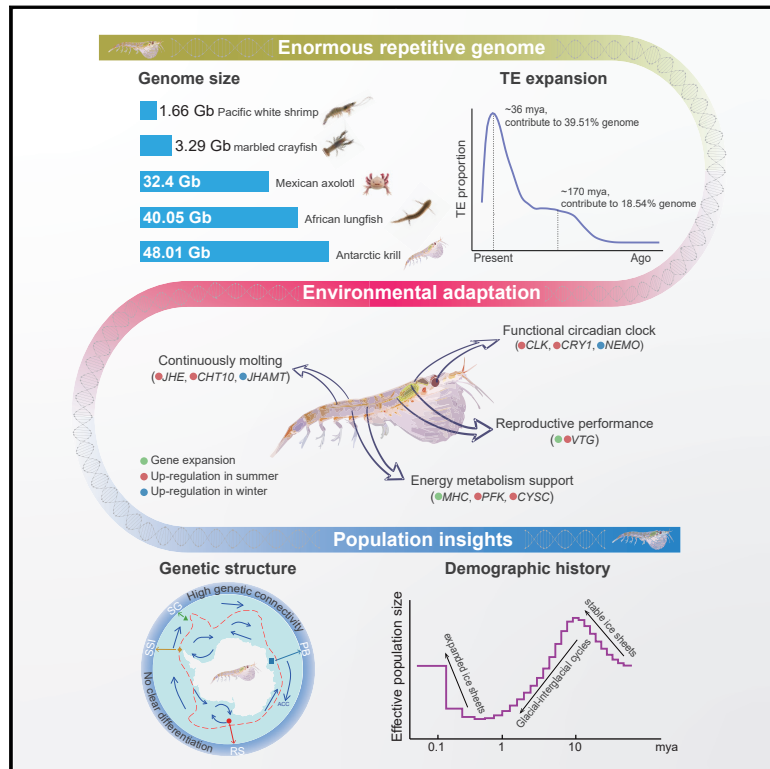 Enormous repetitive genome
Genome size
1.66 Gb Pacific white shrimp
3.29 Gb marbled crayfish
32.4 Gb Mexican axolotl
40.05 Gb African lungfish
48.01 Gb Antarctic krill
TE expansion
~36 mya,
contribute to 39.51% genome
~170 mya,
contribute to 18.54% genome
TE proportion
Present
Ago
Environmental adaptation
Functional circadian clock
(CLK, CRY1, NEMO)
Continuously molting
(JHE, CHT10, JHAMT)
Reproductive performance
(VTG)
Gene expansion
Up-regulation in summer
Up-regulation in winter
Energy metabolism support
(MHC, PFK, CYSC)
Population insights
Genetic structure
High genetic connectivity
SG
SSI
PB
ACC
RS
No clear differentiation
Demographic history
Effective population size
expanded ice sheets
Glacial-interglacial cycles
stable ice sheets
0.1
1
10
mya